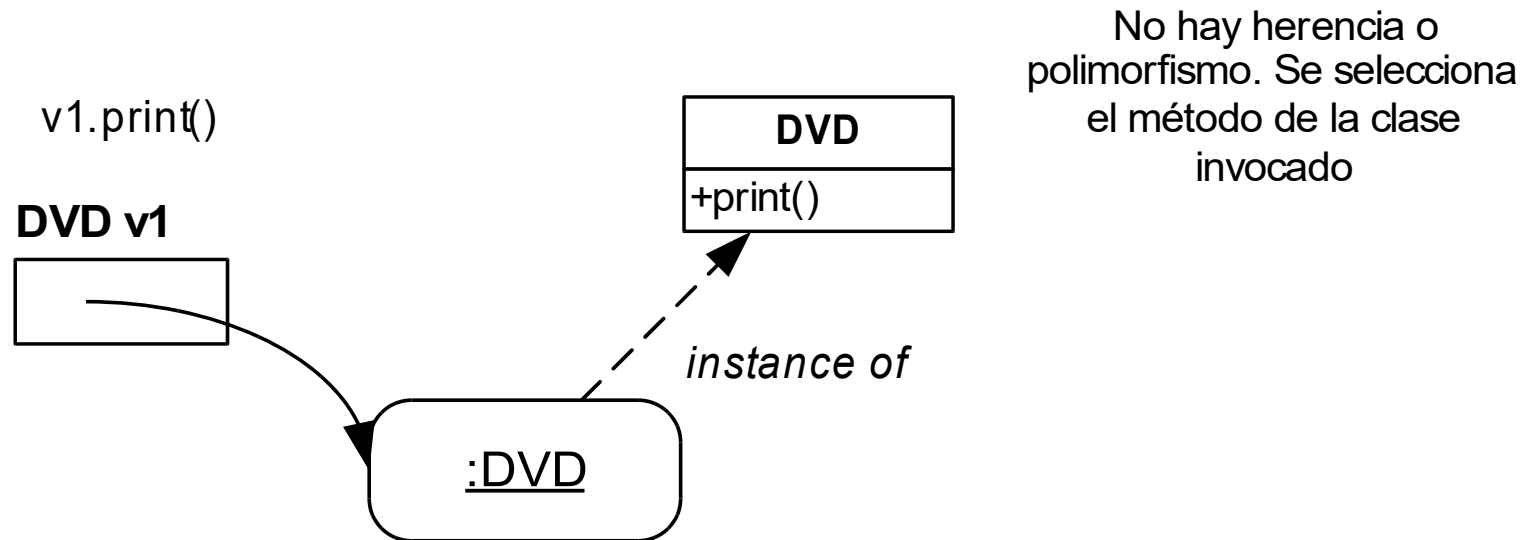 No hay herencia o
polimorfismo. Se selecciona
el método de la clase
invocado
v1.print()
DVD
+print()
DVD v1
instance of
:DVD